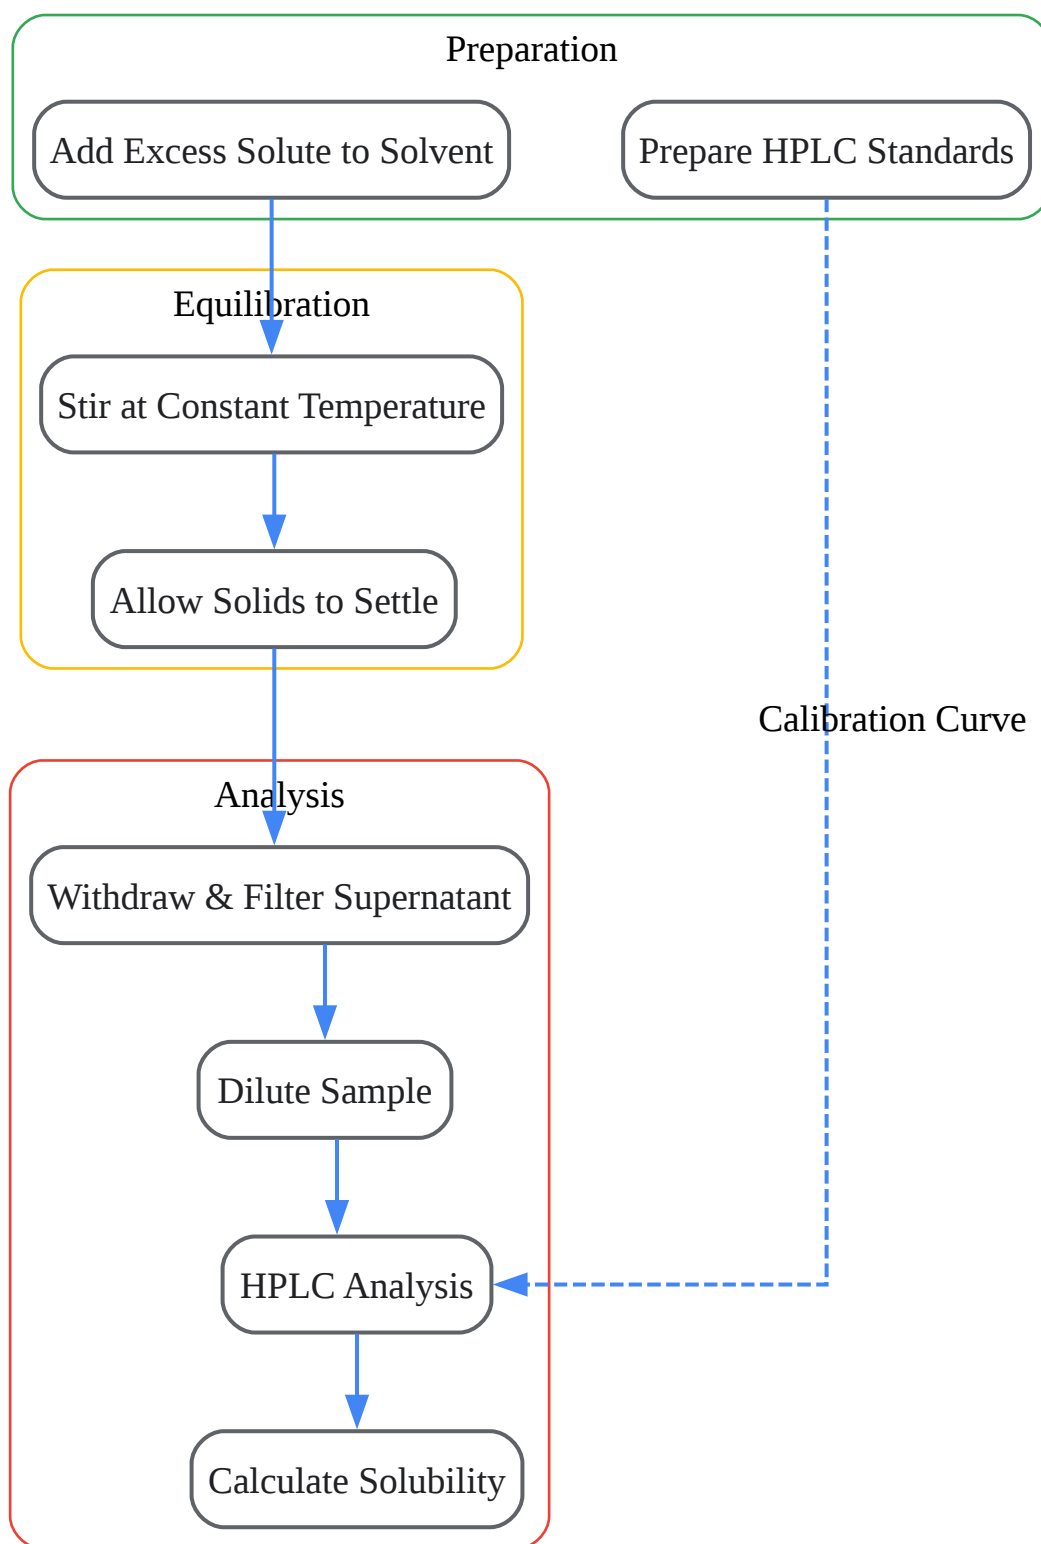 Preparation
Add Excess Solute to Solvent
Prepare HPLC Standards
Equilibration
Stir at Constant Temperature
Allow Solids to Settle
Calibration Curve
Analysis
Withdraw & Filter Supernatant
Dilute Sample
HPLC Analysis
Calculate Solubility